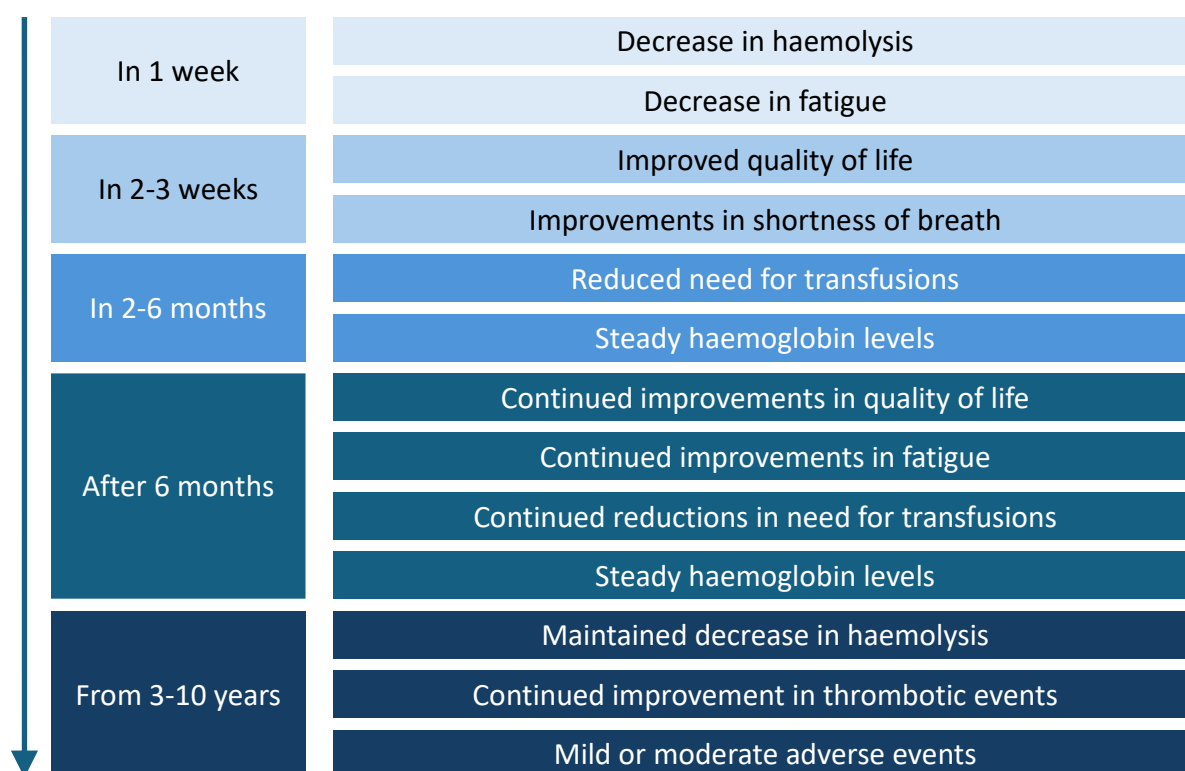 In 1 week
Decrease in haemolysis
Decrease in fatigue
In 2-3 weeks
Improved quality of life
Improvements in shortness of breath
In 2-6 months
Reduced need for transfusions
Steady haemoglobin levels
After 6 months
Continued improvements in quality of life
Continued improvements in fatigue
Continued reductions in need for transfusions
Steady haemoglobin levels
From 3-10 years
Maintained decrease in haemolysis
Continued improvement in thrombotic events
Mild or moderate adverse events